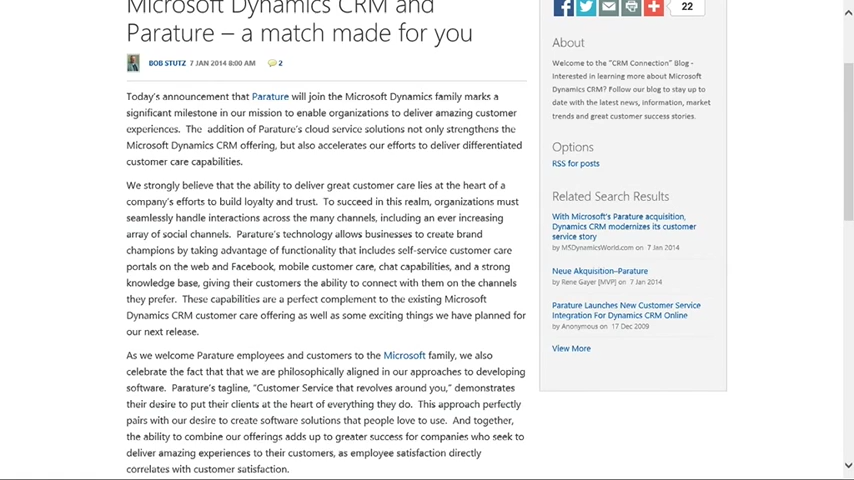 Microsoft Dynamics CRM and
Parature – a match made for you
BOB STUTZ 7 JAN 2014 8:00 AM 2
Today's announcement that Parature will join the Microsoft Dynamics family marks a
significant milestone in our mission to enable organizations to deliver amazing customer
experiences. The addition of Parature's cloud service solutions not only strengthens the
Microsoft Dynamics CRM offering, but also accelerates our efforts to deliver differentiated
customer care capabilities.
We strongly believe that the ability to deliver great customer care lies at the heart of a
company's efforts to build loyalty and trust. To succeed in this realm, organizations must
seamlessly handle interactions across the many channels, including an ever increasing
array of social channels. Parature's technology allows businesses to create brand
champions by taking advantage of functionality that includes self-service customer care
portals on the web and Facebook, mobile customer care, chat capabilities, and a strong
knowledge base, giving their customers the ability to connect with them on the channels
they prefer. These capabilities are a perfect complement to the existing Microsoft
Dynamics CRM customer care offering as well as some exciting things we have planned for
our next release.
As we welcome Parature employees and customers to the Microsoft family, we also
celebrate the fact that that we are philosophically aligned in our approaches to developing
software. Parature's tagline, "Customer Service that revolves around you," demonstrates
their desire to put their clients at the heart of everything they do. This approach perfectly
pairs with our desire to create software solutions that people love to use. And together,
the ability to combine our offerings adds up to greater success for companies who seek to
deliver amazing experiences to their customers, as employee satisfaction directly
correlates with customer satisfaction.
22
About
Welcome to the "CRM Connection" Blog -
Interested in learning more about Microsoft
Dynamics CRM? Follow our blog to stay up to
date with the latest news, information, market
trends and great customer success stories.
Options
RSS for posts
Related Search Results
With Microsoft's Parature acquisition,
Dynamics CRM modernizes its customer
service story
by MSDynamicsWorld.com on 7 Jan 2014
Neue Akquisition–Parature
by Rene Gayer [MVP] on 7 Jan 2014
Parature Launches New Customer Service
Integration For Dynamics CRM Online
by Anonymous on 17 Dec 2009
View More